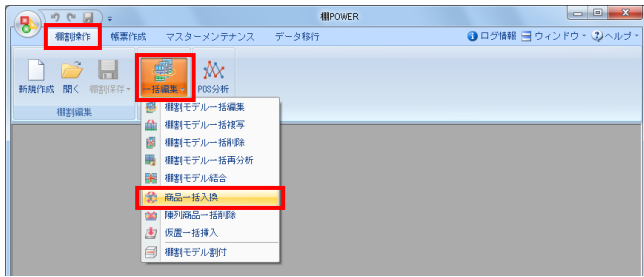 棚POWER
棚割操作 帳票作成 マスターメンテナンス データ移行 ログ情報 ウィンドウ ヘルプ
新規作成 開く 棚割保存 一括編集 POS分析
棚割編集
棚割モデル一括編集
棚割モデル一括複写
棚割モデル一括削除
棚割モデル一括再分析
棚割モデル結合
商品一括入換
陳列商品一括削除
仮置一括挿入
棚割モデル割付